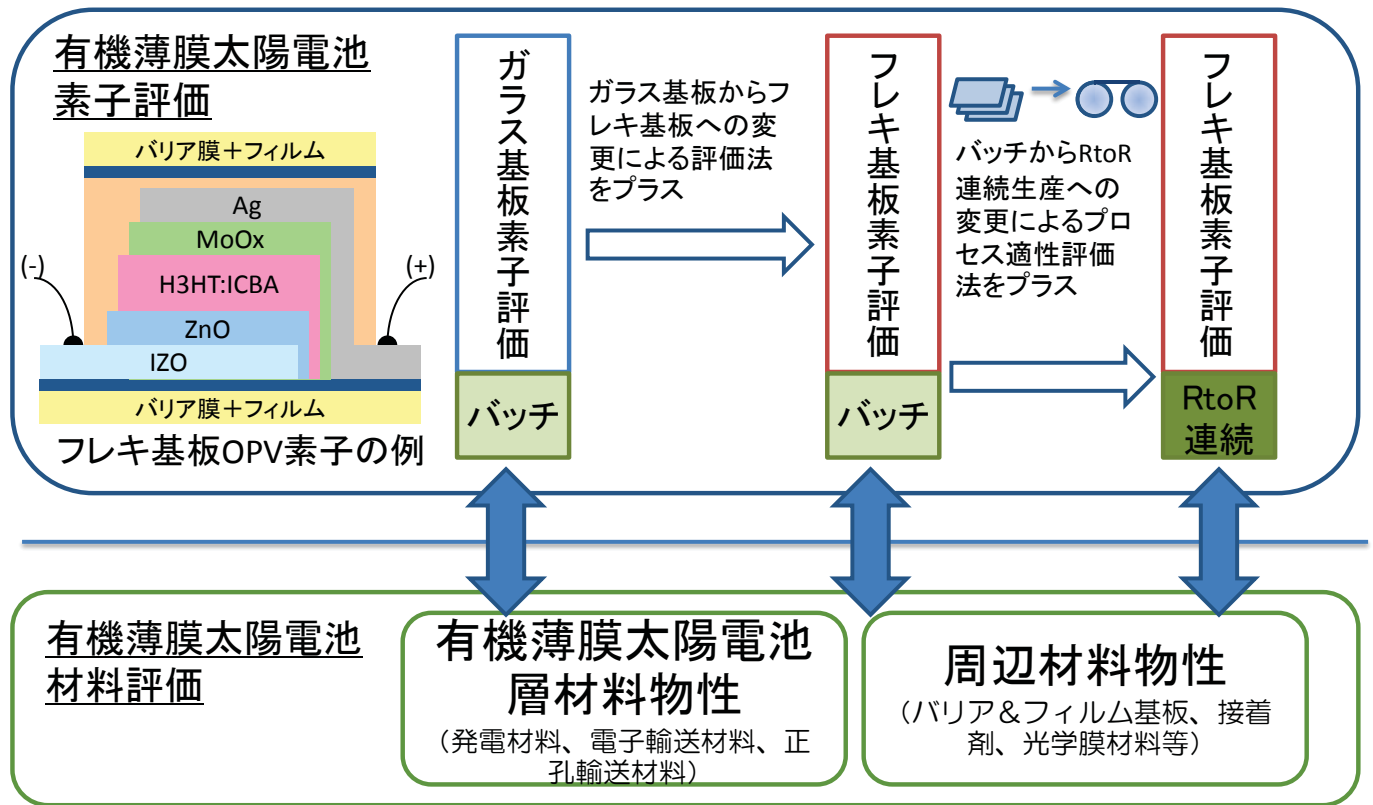 有機薄膜太陽電池
素子評価
バリア膜＋フィルム
Ag
MoOx
H3HT:ICBA
ZnO
IZO
(-)
(+)
バリア膜＋フィルム
フレキ基板OPV素子の例
ガラス基板素子評価
バッチ
ガラス基板からフ
レキ基板への変
更による評価法
をプラス
フレキ基板素子評価
バッチ
バッチからRtoR
連続生産への
変更によるプロ
セス適性評価
法をプラス
フレキ基板素子評価
RtoR
連続
有機薄膜太陽電池
材料評価
有機薄膜太陽電池
層材料物性
（発電材料、電子輸送材料、正
孔輸送材料）
周辺材料物性
（バリア＆フィルム基板、接着
剤、光学膜材料等）